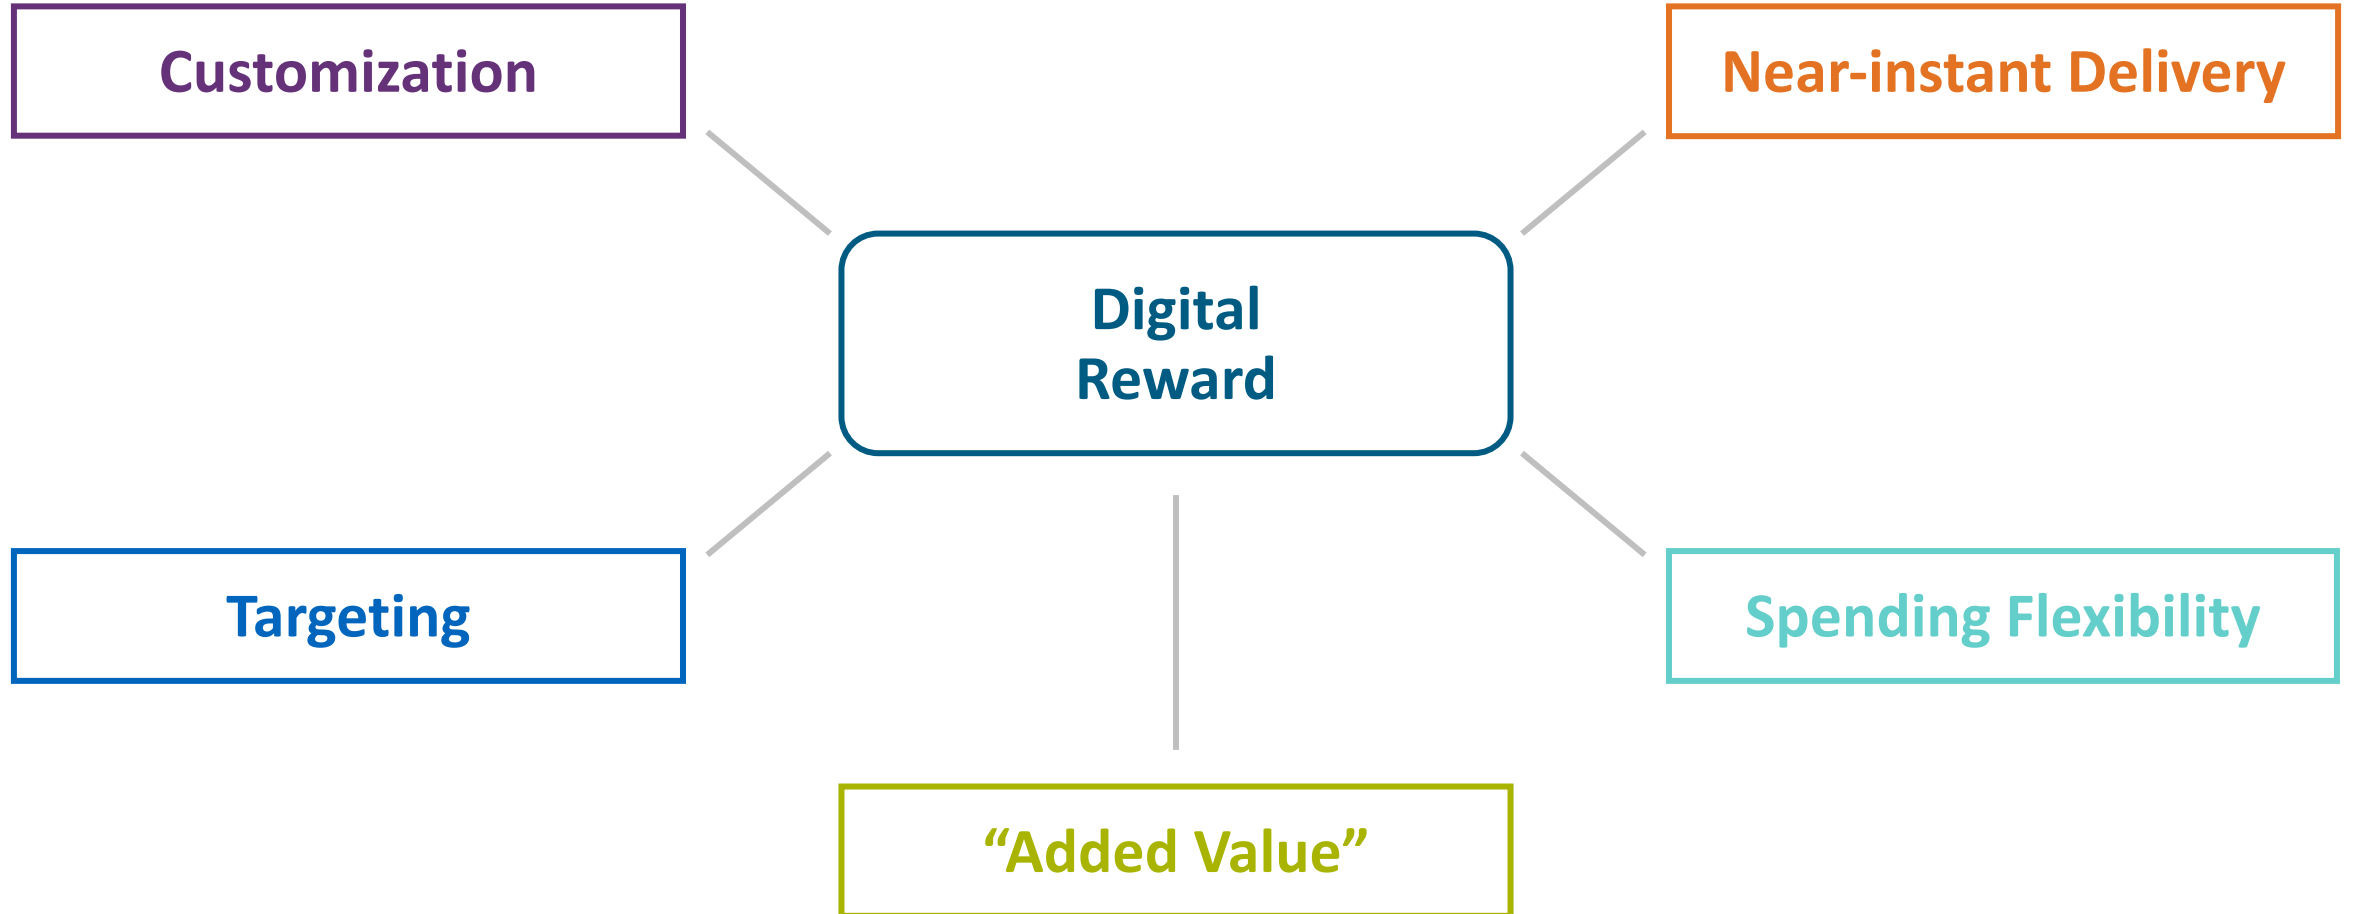 Customization
Near-instant Delivery
Digital
Reward
Targeting
Spending Flexibility
“Added Value”